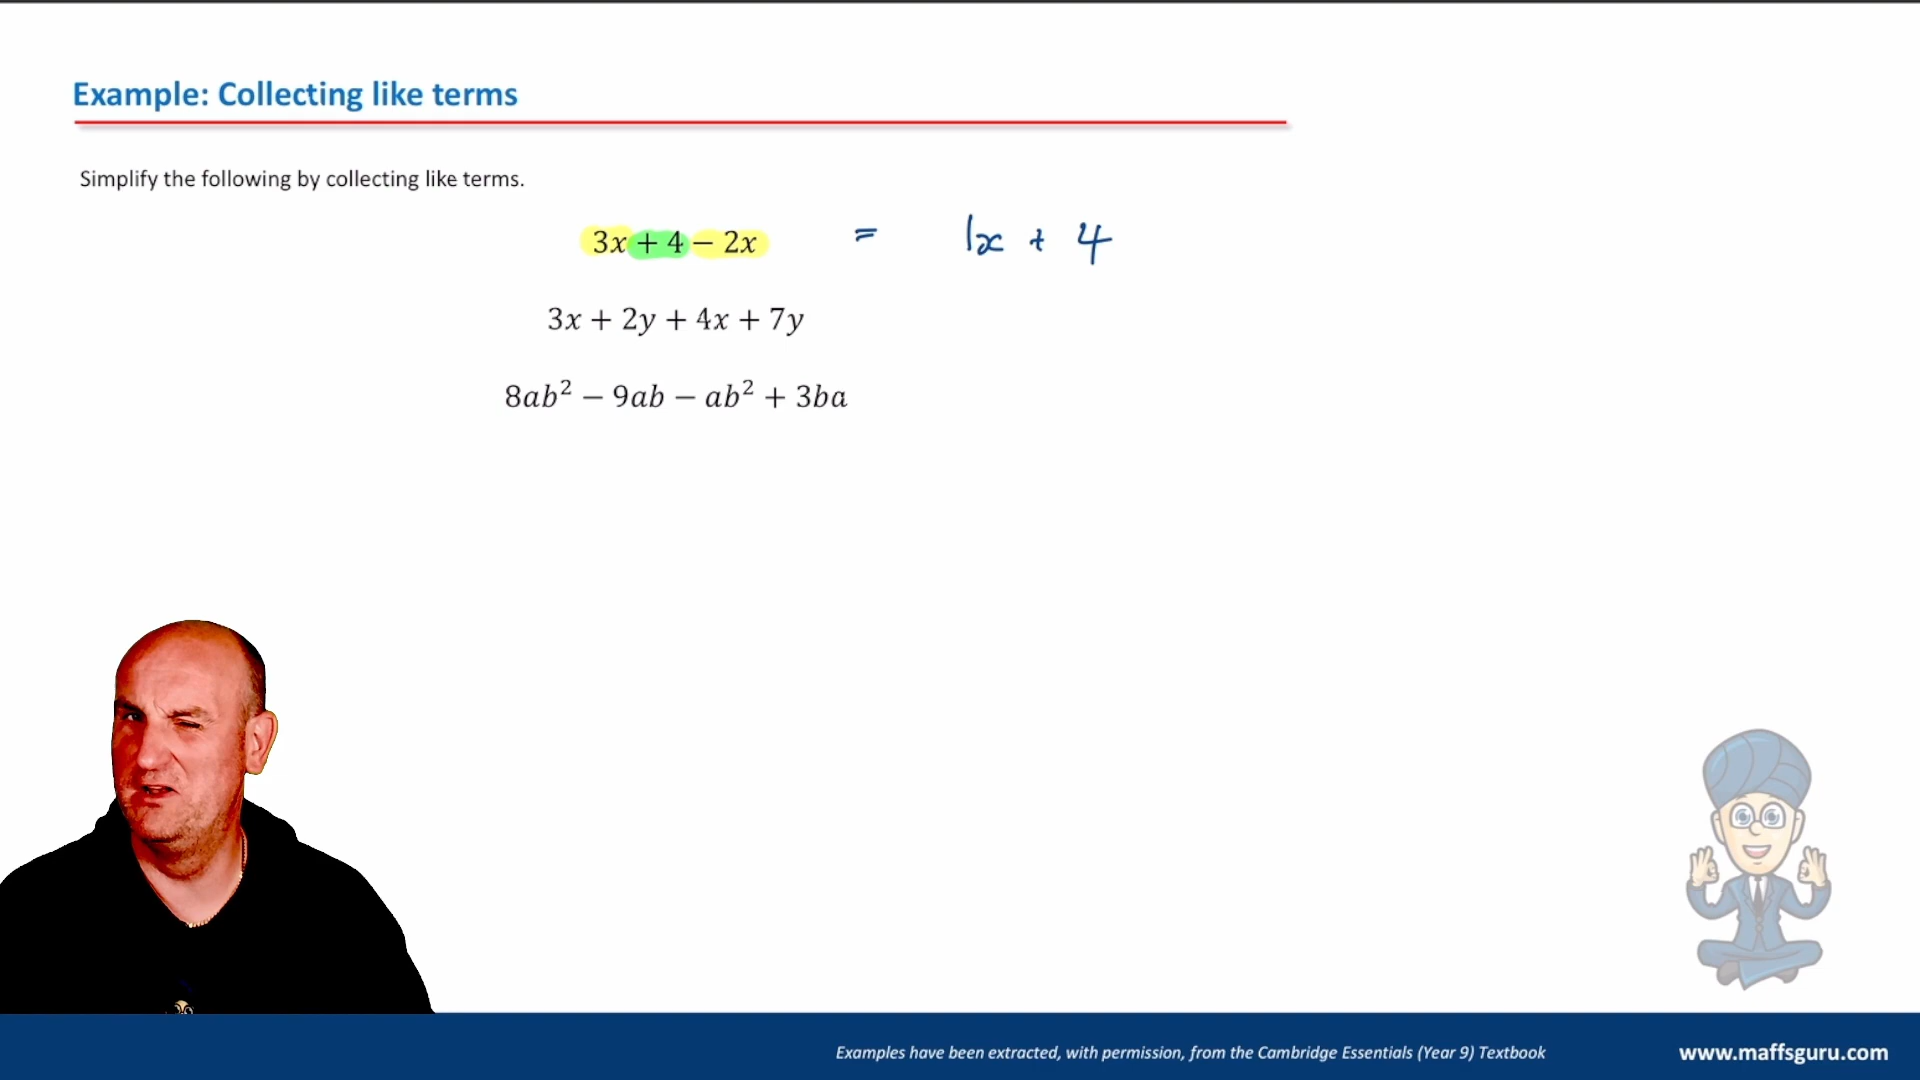 Example: Collecting like terms
Simplify the following by collecting like terms.
3x + 4 − 2x = 1x + 4
3x + 2y + 4x + 7y
8ab² − 9ab − ab² + 3ba
Examples have been extracted, with permission, from the Cambridge Essentials (Year 9) Textbook
www.maffsguru.com